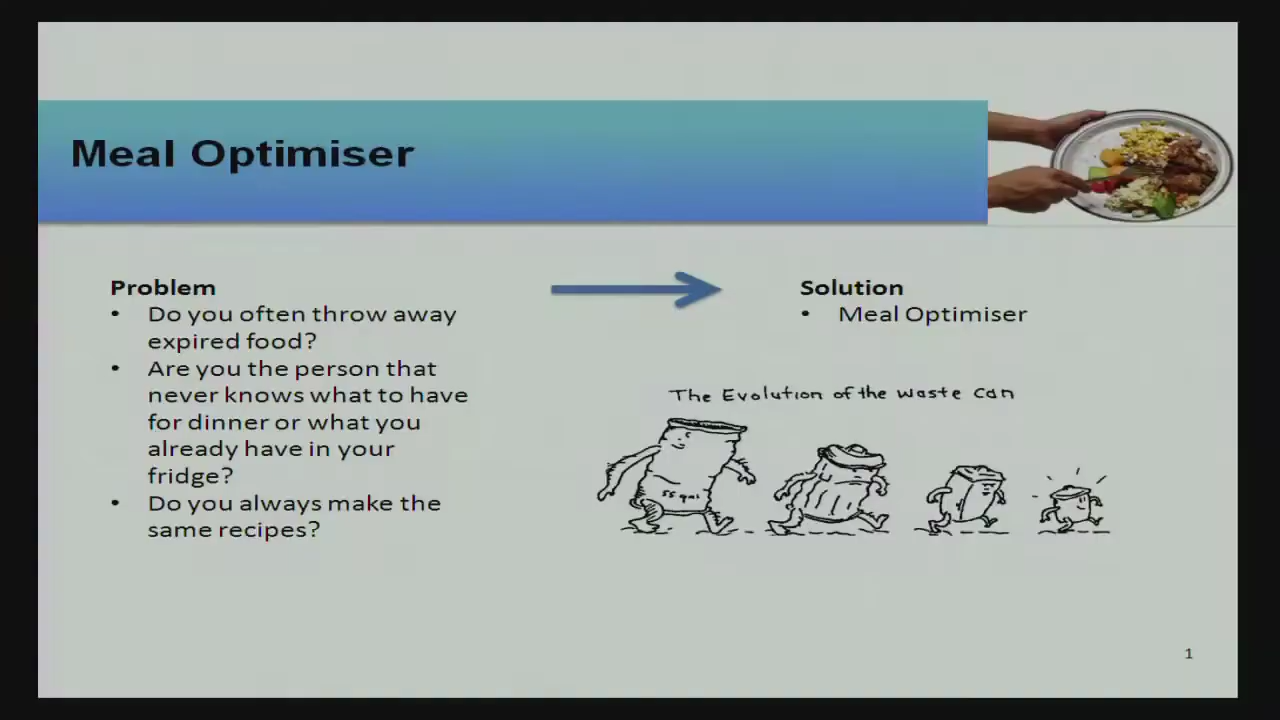 Meal Optimiser
Problem
• Do you often throw away
expired food?
• Are you the person that
never knows what to have
for dinner or what you
already have in your
fridge?
• Do you always make the
same recipes?
Solution
• Meal Optimiser
The Evolution of the waste can
55 gal
1